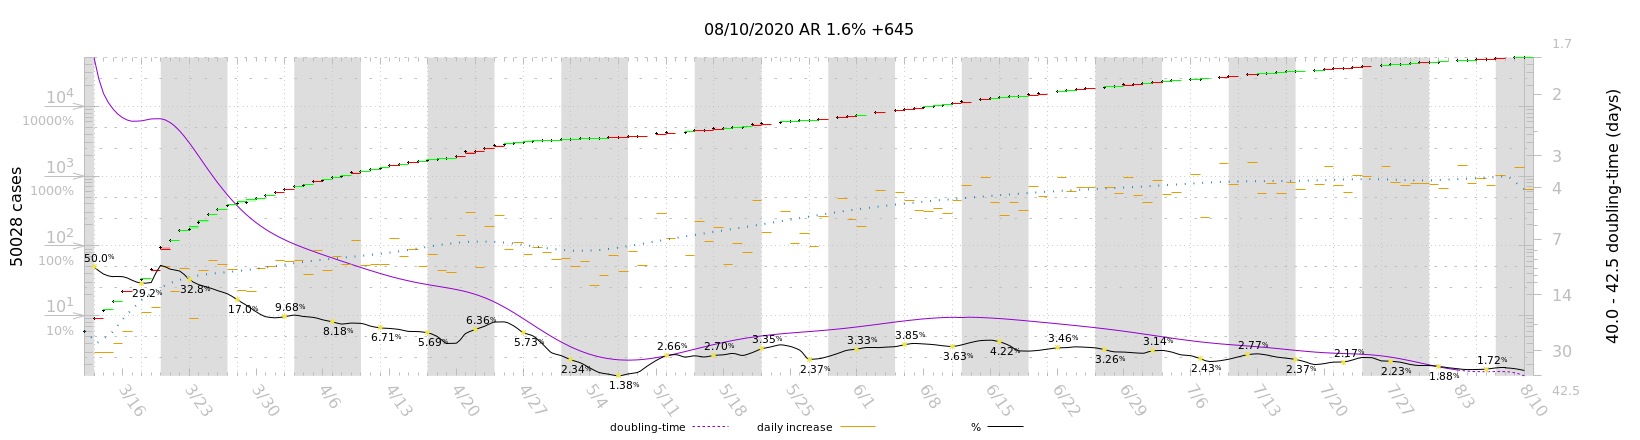 08/10/2020 AR 1.6% +645
1.7
10⁴ 2
10000%
10³ 3
1000% 4
10² 7
100%
50.0% 29.2% 32.8% 17.0% 9.68% 8.18% 6.71% 5.69% 6.36% 5.73% 2.34% 1.38% 2.66% 2.70% 3.35% 2.37% 3.33% 3.85% 3.63% 4.22% 3.46% 3.26% 3.14% 2.43% 2.77% 2.37% 2.17% 2.23% 1.88% 1.72%
10¹ 14
10%
30
42.5
50028 cases
40.0 - 42.5 doubling-time (days)
3/16 3/23 3/30 4/6 4/13 4/20 4/27 5/4 5/11 5/18 5/25 6/1 6/8 6/15 6/22 6/29 7/6 7/13 7/20 7/27 8/3 8/10
doubling-time daily increase %